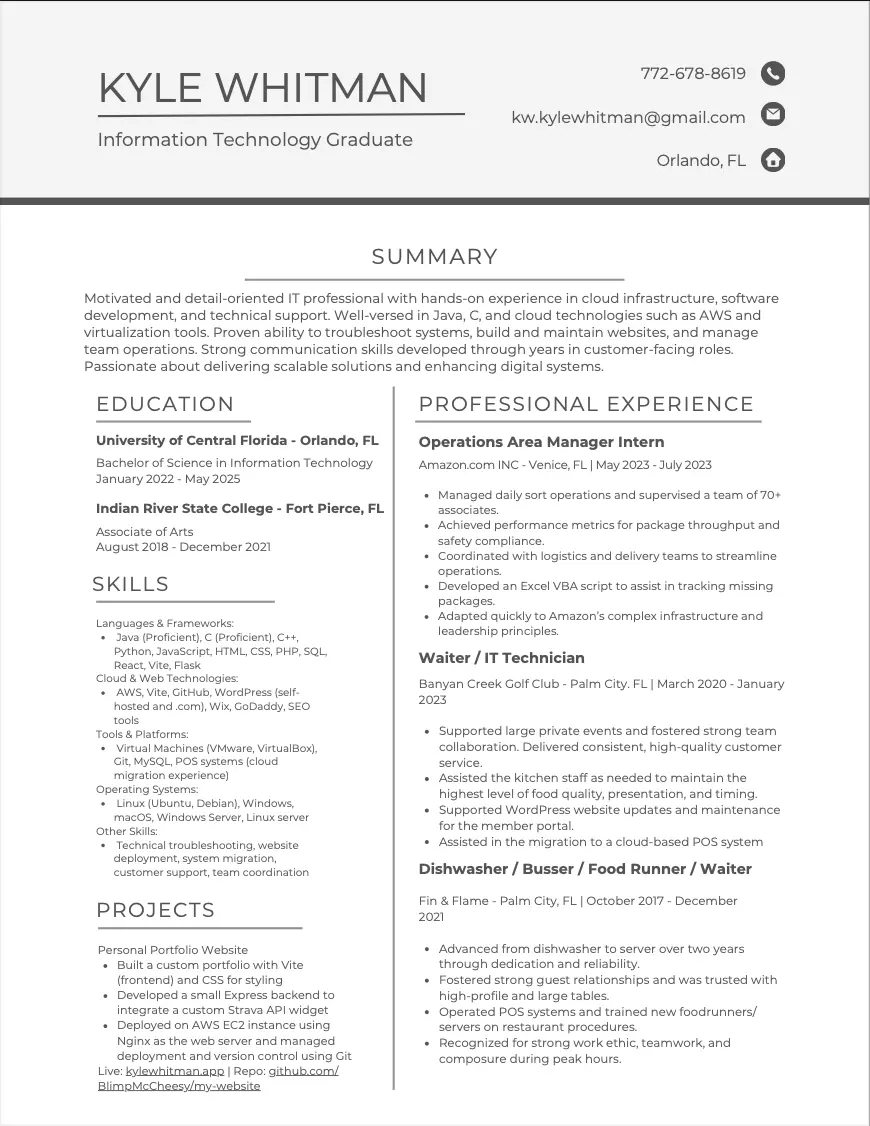 KYLE WHITMAN
Information Technology Graduate
772-678-8619
kw.kylewhitman@gmail.com
Orlando, FL
SUMMARY
Motivated and detail-oriented IT professional with hands-on experience in cloud infrastructure, software
development, and technical support. Well-versed in Java, C, and cloud technologies such as AWS and
virtualization tools. Proven ability to troubleshoot systems, build and maintain websites, and manage
team operations. Strong communication skills developed through years in customer-facing roles.
Passionate about delivering scalable solutions and enhancing digital systems.
EDUCATION
University of Central Florida - Orlando, FL
Bachelor of Science in Information Technology
January 2022 - May 2025
Indian River State College - Fort Pierce, FL
Associate of Arts
August 2018 - December 2021
SKILLS
Languages & Frameworks:
• Java (Proficient), C (Proficient), C++,
Python, JavaScript, HTML, CSS, PHP, SQL,
React, Vite, Flask
Cloud & Web Technologies:
• AWS, Vite, GitHub, WordPress (self-
hosted and .com), Wix, GoDaddy, SEO
tools
Tools & Platforms:
• Virtual Machines (VMware, VirtualBox),
Git, MySQL, POS systems (cloud
migration experience)
Operating Systems:
• Linux (Ubuntu, Debian), Windows,
macOS, Windows Server, Linux server
Other Skills:
• Technical troubleshooting, website
deployment, system migration,
customer support, team coordination
PROJECTS
Personal Portfolio Website
• Built a custom portfolio with Vite
(frontend) and CSS for styling
• Developed a small Express backend to
integrate a custom Strava API widget
• Deployed on AWS EC2 instance using
Nginx as the web server and managed
deployment and version control using Git
Live: kylewhitman.app | Repo: github.com/
BlimpMcCheesy/my-website
PROFESSIONAL EXPERIENCE
Operations Area Manager Intern
Amazon.com INC - Venice, FL | May 2023 - July 2023
• Managed daily sort operations and supervised a team of 70+
associates.
• Achieved performance metrics for package throughput and
safety compliance.
• Coordinated with logistics and delivery teams to streamline
operations.
• Developed an Excel VBA script to assist in tracking missing
packages.
• Adapted quickly to Amazon’s complex infrastructure and
leadership principles.
Waiter / IT Technician
Banyan Creek Golf Club - Palm City. FL | March 2020 - January
2023
• Supported large private events and fostered strong team
collaboration. Delivered consistent, high-quality customer
service.
• Assisted the kitchen staff as needed to maintain the
highest level of food quality, presentation, and timing.
• Supported WordPress website updates and maintenance
for the member portal.
• Assisted in the migration to a cloud-based POS system
Dishwasher / Busser / Food Runner / Waiter
Fin & Flame - Palm City, FL | October 2017 - December
2021
• Advanced from dishwasher to server over two years
through dedication and reliability.
• Fostered strong guest relationships and was trusted with
high-profile and large tables.
• Operated POS systems and trained new foodrunners/
servers on restaurant procedures.
• Recognized for strong work ethic, teamwork, and
composure during peak hours.